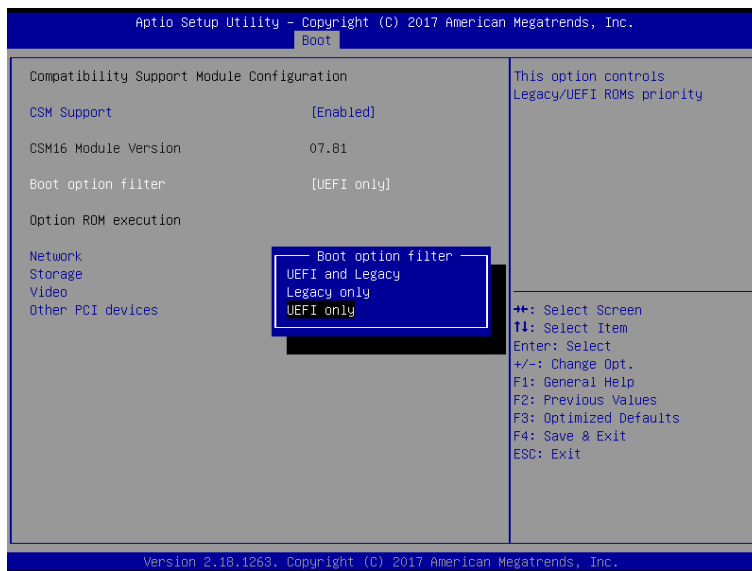 Aptio Setup Utility – Copyright (C) 2017 American Megatrends, Inc.
Boot
Compatibility Support Module Configuration
CSM Support [Enabled]
CSM16 Module Version 07.81
Boot option filter [UEFI only]
Option ROM execution
Network
Storage
Video
Other PCI devices
Boot option filter
UEFI and Legacy
Legacy only
UEFI only
This option controls
Legacy/UEFI ROMs priority
→←: Select Screen
↑↓: Select Item
Enter: Select
+/-: Change Opt.
F1: General Help
F2: Previous Values
F3: Optimized Defaults
F4: Save & Exit
ESC: Exit
Version 2.18.1263. Copyright (C) 2017 American Megatrends, Inc.